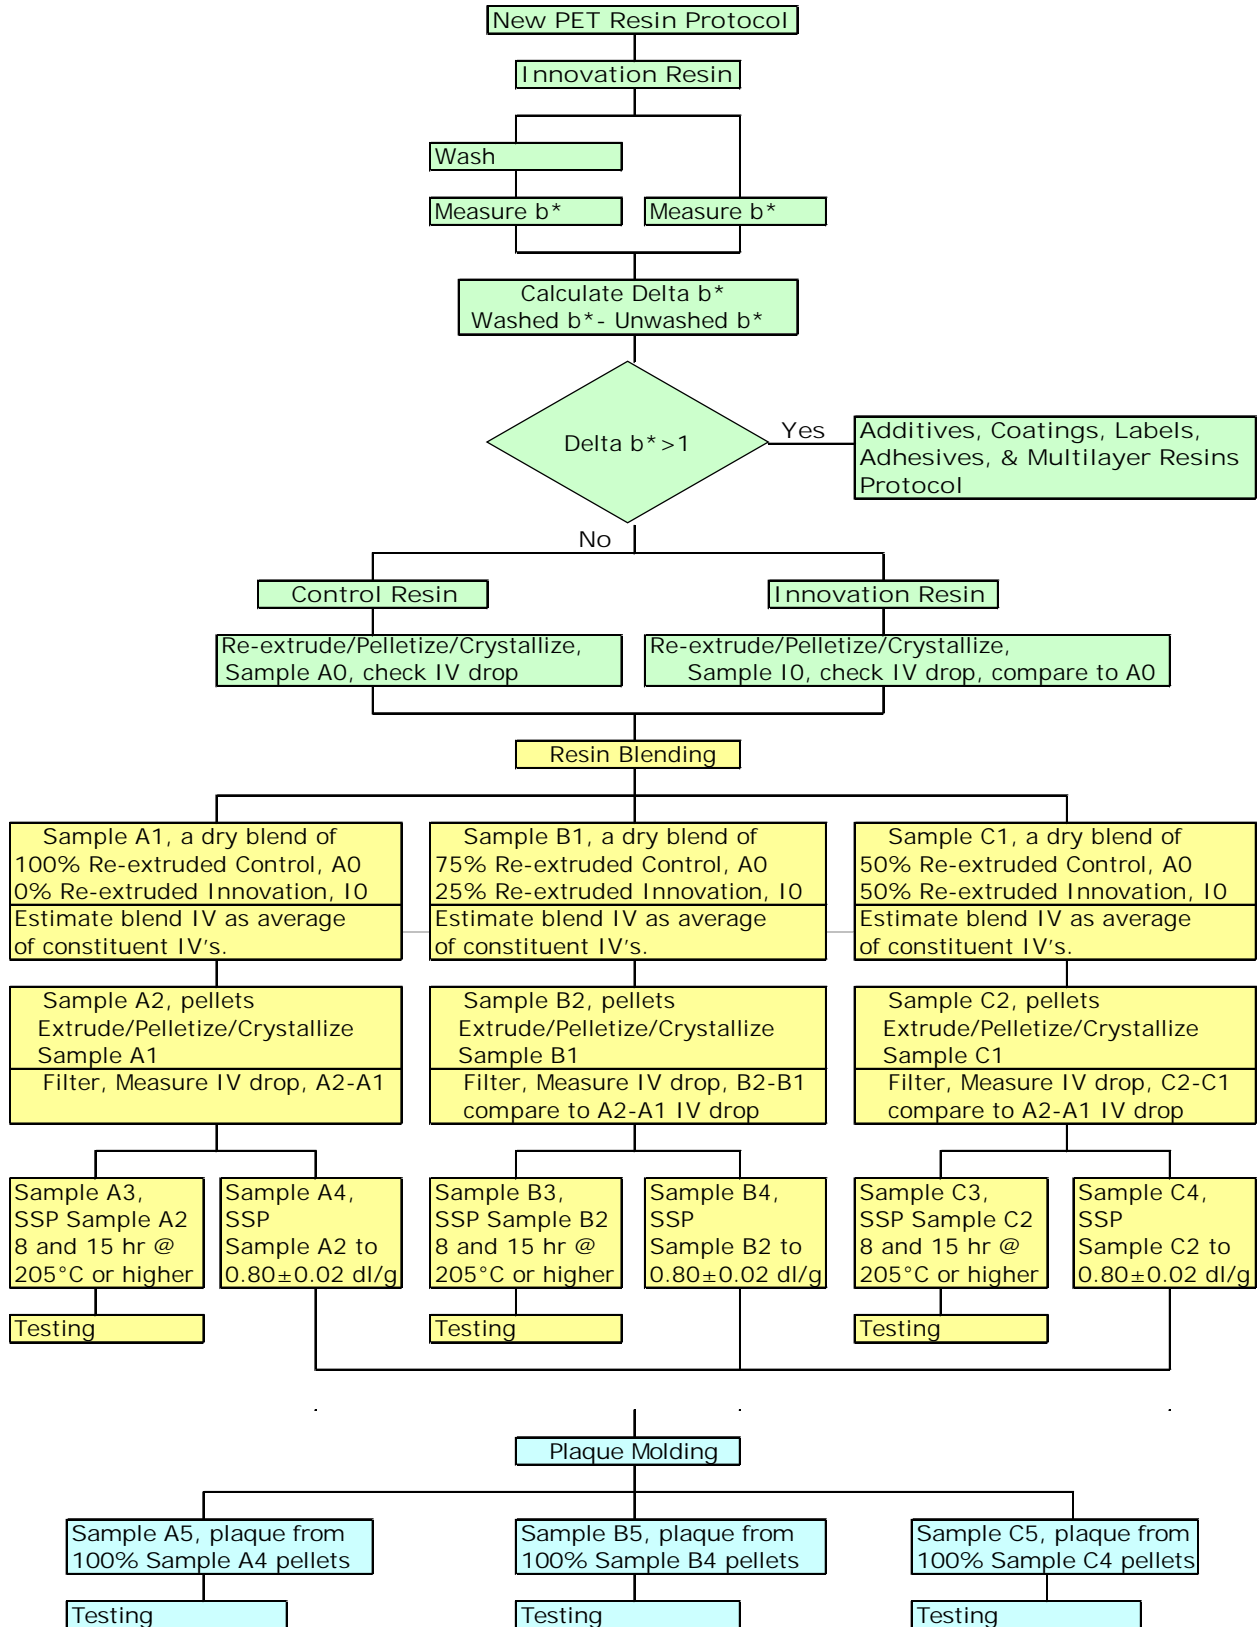 New PET Resin Protocol
Innovation Resin
Wash
Measure b*
Measure b*
Calculate Delta b*
Washed b*- Unwashed b*
Delta b*>1
Yes
Additives, Coatings, Labels,
Adhesives, & Multilayer Resins
Protocol
No
Control Resin
Innovation Resin
Re-extrude/Pelletize/Crystallize,
Sample A0, check IV drop
Re-extrude/Pelletize/Crystallize,
Sample I0, check IV drop, compare to A0
Resin Blending
Sample A1, a dry blend of
100% Re-extruded Control, A0
0% Re-extruded Innovation, I0
Estimate blend IV as average
of constituent IV's.
Sample B1, a dry blend of
75% Re-extruded Control, A0
25% Re-extruded Innovation, I0
Estimate blend IV as average
of constituent IV's.
Sample C1, a dry blend of
50% Re-extruded Control, A0
50% Re-extruded Innovation, I0
Estimate blend IV as average
of constituent IV's.
Sample A2, pellets
Extrude/Pelletize/Crystallize
Sample A1
Filter, Measure IV drop, A2-A1
Sample B2, pellets
Extrude/Pelletize/Crystallize
Sample B1
Filter, Measure IV drop, B2-B1
compare to A2-A1 IV drop
Sample C2, pellets
Extrude/Pelletize/Crystallize
Sample C1
Filter, Measure IV drop, C2-C1
compare to A2-A1 IV drop
Sample A3,
SSP Sample A2
8 and 15 hr @
205°C or higher
Sample A4,
SSP
Sample A2 to
0.80±0.02 dl/g
Sample B3,
SSP Sample B2
8 and 15 hr @
205°C or higher
Sample B4,
SSP
Sample B2 to
0.80±0.02 dl/g
Sample C3,
SSP Sample C2
8 and 15 hr @
205°C or higher
Sample C4,
SSP
Sample C2 to
0.80±0.02 dl/g
Testing
Testing
Testing
Plaque Molding
Sample A5, plaque from
100% Sample A4 pellets
Sample B5, plaque from
100% Sample B4 pellets
Sample C5, plaque from
100% Sample C4 pellets
Testing
Testing
Testing